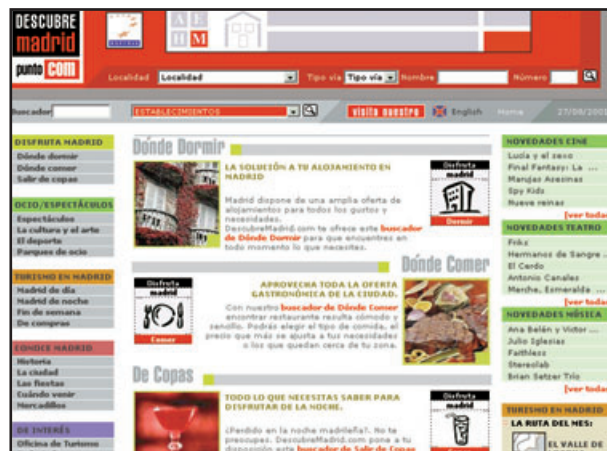 DESCUBRE
madrid
punto COM
A E
H M
Localidad Localidad Tipo vía Tipo vía Nombre Número
Buscador ESTABLECIMIENTOS visita nuestro English Home
DISFRUTA MADRID
Dónde dormir
Dónde comer
Salir de copas
OCIO/ESPECTÁCULOS
Espectáculos
La cultura y el arte
El deporte
Parques de ocio
TURISMO EN MADRID
Madrid de día
Madrid de noche
Fin de semana
De compras
CONOCE MADRID
Historia
La ciudad
Las fiestas
Cuándo venir
Mercadillos
DE INTERÉS
Oficina de Turismo
Dónde Dormir
LA SOLUCIÓN A TU ALOJAMIENTO EN
MADRID
Madrid dispone de una amplia oferta de
alojamientos para todos los gustos y
necesidades.
DescubreMadrid.com te ofrece este buscador
de Dónde Dormir para que encuentres en
todo momento lo que necesites.
Disfruta
madrid
Dormir
Dónde Comer
Disfruta
madrid
Comer
APROVECHA TODA LA OFERTA
GASTRONÓMICA DE LA CIUDAD.
Con nuestro buscador de Dónde Comer
encontrar restaurante resulta cómodo y
sencillo. Podrás elegir el tipo de comida, el
precio que más se ajusta a tus necesidades
o los que quedan cerca de tu zona.
De Copas
TODO LO QUE NECESITAS SABER PARA
DISFRUTAR DE LA NOCHE.
¿Perdido en la noche madrileña?. No te
preocupes. DescubreMadrid.com pone a tu
disposición este buscador de Salir de Copas
Disfruta
madrid
NOVEDADES CINE
Lucía y el sexo
Final Fantasy: La ...
Marujas Asesinas
Spy Kids
Nueve reinas
[ver todas
NOVEDADES TEATRO
Hermanos de Sangre .
El Cerdo
Antonio Canales
Merche, Esmeralda ...
[ver todas
NOVEDADES MÚSICA
Ana Belén y Víctor ...
Julio Iglesias
Faithless
Stereolab
Brian Setzer Trio
[ver todas
TURISMO EN MADRID
LA RUTA DEL MES:
EL VALLE DE